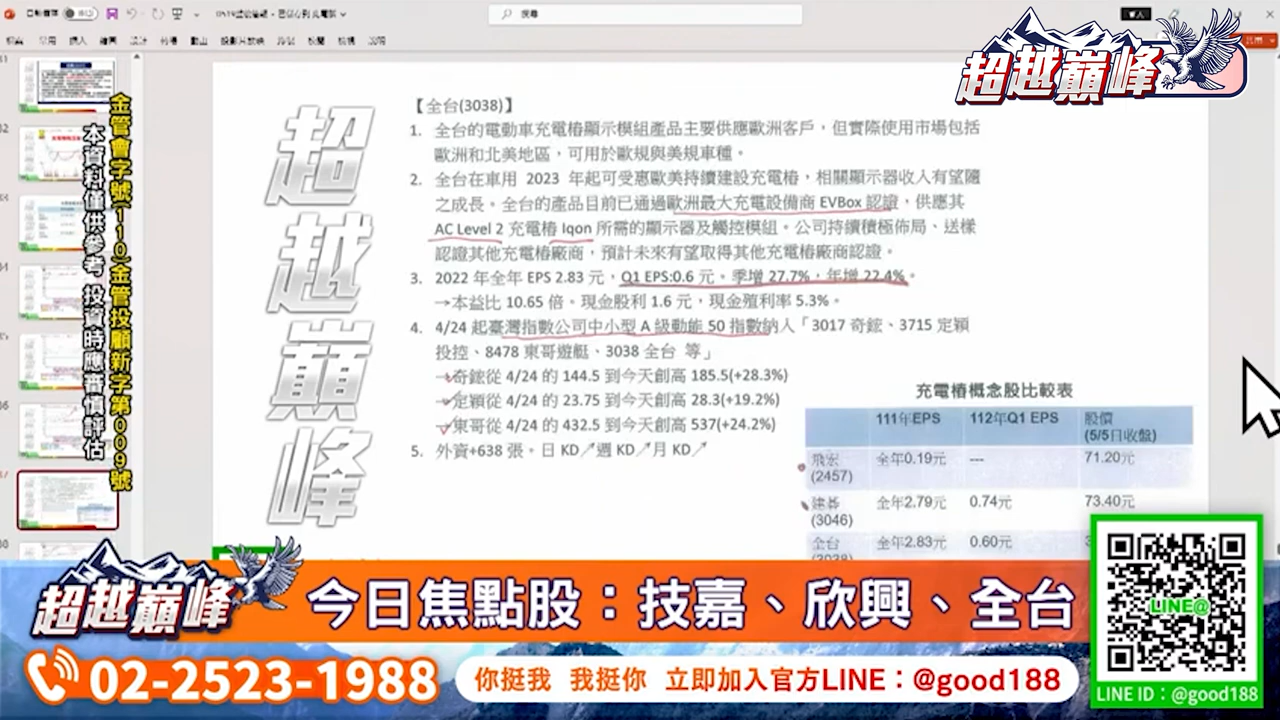 搜尋
超越巔峰
金管會字號(110)金管投顧新字第009號
本資料僅供參考，投資時應審慎評估
超越巔峰
【全台(3038)】
1. 全台的電動車充電樁顯示模組產品主要供應歐洲客戶，但實際使用市場包括
歐洲和北美地區，可用於歐規與美規車種。
2. 全台在車用 2023 年起可受惠歐美持續建設充電樁，相關顯示器收入有望隨
之成長。全台的產品目前已通過歐洲最大充電設備商 EVBox 認證，供應其
AC Level 2 充電樁 Iqon 所需的顯示器及觸控模組。公司持續積極佈局、送樣
認證其他充電樁廠商，預計未來有望取得其他充電樁廠商認證。
3. 2022 年全年 EPS 2.83 元，Q1 EPS:0.6 元。季增 27.7%、年增 22.4%。
→本益比 10.65 倍。現金股利 1.6 元，現金殖利率 5.3%。
4. 4/24 起臺灣指數公司中小型 A 級動能 50 指數納入「3017 奇鋐、3715 定穎
投控、8478 東哥遊艇、3038 全台 等」
→奇鋐從 4/24 的 144.5 到今天創高 185.5(+28.3%)
→定穎從 4/24 的 23.75 到今天創高 28.3(+19.2%)
→東哥從 4/24 的 432.5 到今天創高 537(+24.2%)
5. 外資+638 張。日 KD↗週 KD↗月 KD↗
充電樁概念股比較表
111年EPS 112年Q1 EPS 股價
(5/5日收盤)
飛宏
(2457) 全年0.19元 --- 71.20元
建碁
(3046) 全年2.79元 0.74元 73.40元
全台
(3038) 全年2.83元 0.60元
超越巔峰
今日焦點股：技嘉、欣興、全台
02-2523-1988
你挺我 我挺你 立即加入官方LINE：@good188
LINE@
LINE ID：@good188